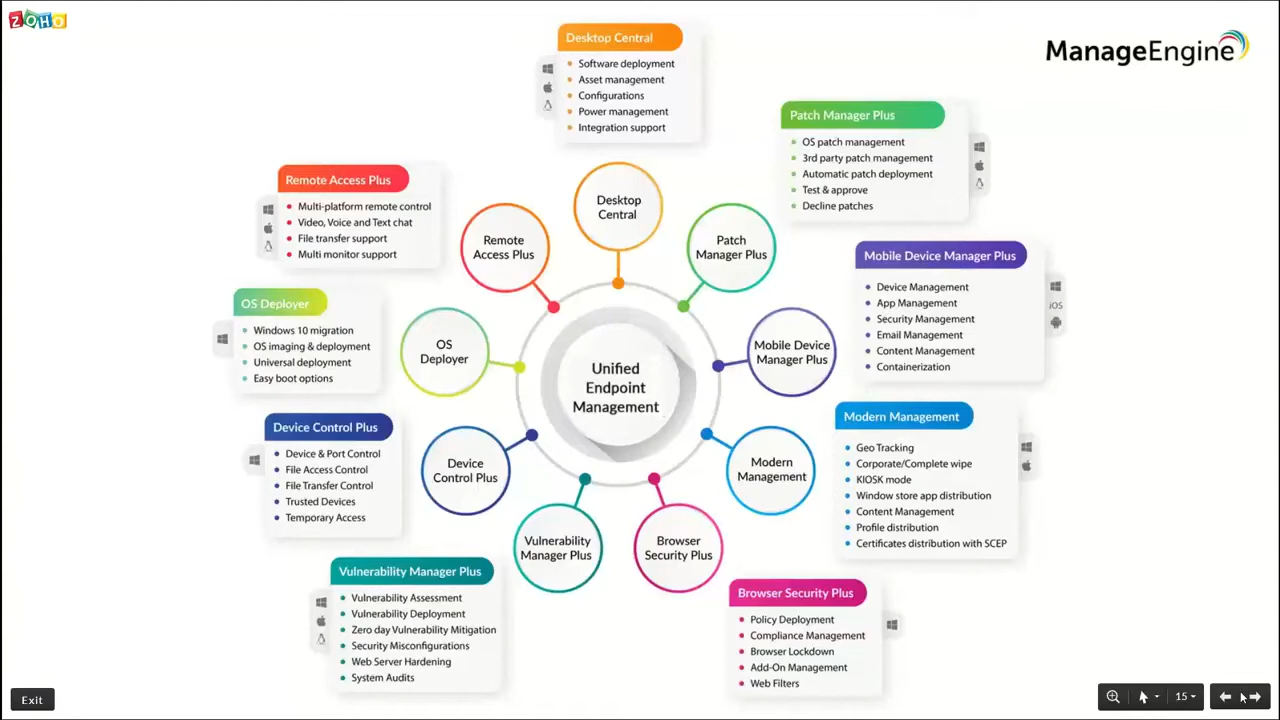 ZOHO
ManageEngine
Desktop Central
Software deployment
Asset management
Configurations
Power management
Integration support
Patch Manager Plus
OS patch management
3rd party patch management
Automatic patch deployment
Test & approve
Decline patches
Remote Access Plus
Multi-platform remote control
Video, Voice and Text chat
File transfer support
Multi monitor support
Mobile Device Manager Plus
Device Management
App Management
Security Management
Email Management
Content Management
Containerization
iOS
OS Deployer
Windows 10 migration
OS imaging & deployment
Universal deployment
Easy boot options
Modern Management
Geo Tracking
Corporate/Complete wipe
KIOSK mode
Window store app distribution
Content Management
Profile distribution
Certificates distribution with SCEP
Device Control Plus
Device & Port Control
File Access Control
File Transfer Control
Trusted Devices
Temporary Access
Vulnerability Manager Plus
Vulnerability Assessment
Vulnerability Deployment
Zero day Vulnerability Mitigation
Security Misconfigurations
Web Server Hardening
System Audits
Browser Security Plus
Policy Deployment
Compliance Management
Browser Lockdown
Add-On Management
Web Filters
Desktop
Central
Remote
Access Plus
Patch
Manager Plus
OS
Deployer
Mobile Device
Manager Plus
Unified
Endpoint
Management
Device
Control Plus
Modern
Management
Vulnerability
Manager Plus
Browser
Security Plus
Exit
15